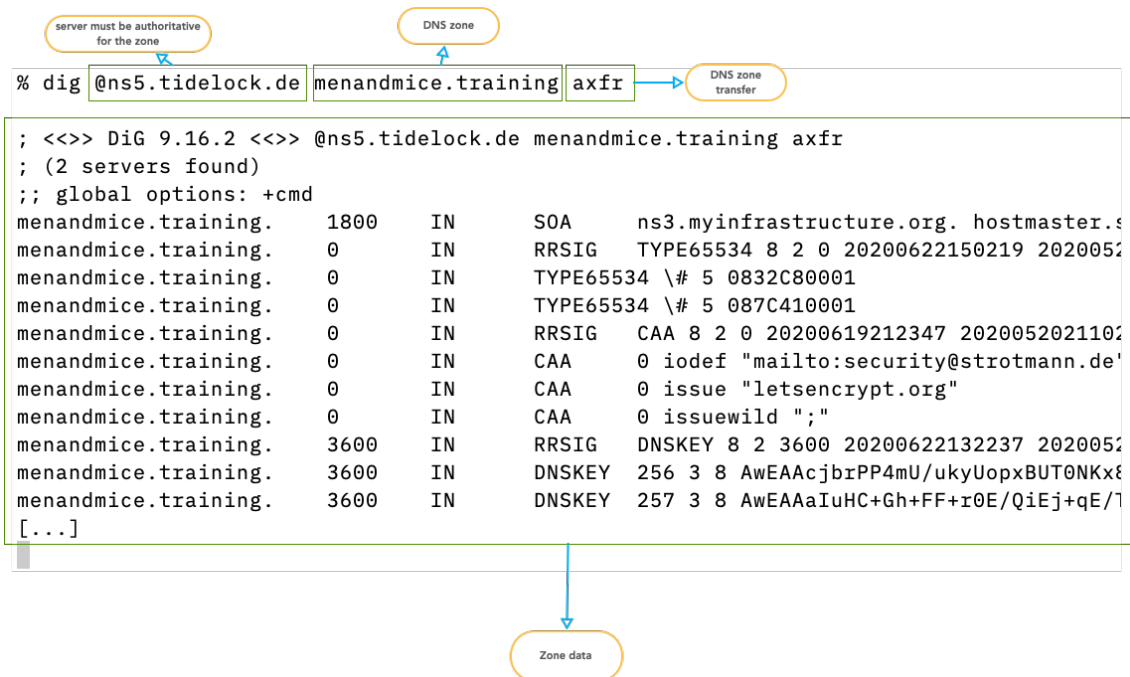 server must be authoritative
for the zone
DNS zone
% dig @ns5.tidelock.de menandmice.training axfr
DNS zone
transfer
; <<>> DiG 9.16.2 <<>> @ns5.tidelock.de menandmice.training axfr
; (2 servers found)
;; global options: +cmd
menandmice.training. 1800 IN SOA ns3.myinfrastructure.org. hostmaster.s
menandmice.training. 0 IN RRSIG TYPE65534 8 2 0 20200622150219 2020052
menandmice.training. 0 IN TYPE65534 \# 5 0832C80001
menandmice.training. 0 IN TYPE65534 \# 5 087C410001
menandmice.training. 0 IN RRSIG CAA 8 2 0 20200619212347 2020052021102
menandmice.training. 0 IN CAA 0 iodef "mailto:security@strotmann.de"
menandmice.training. 0 IN CAA 0 issue "letsencrypt.org"
menandmice.training. 0 IN CAA 0 issuewild ";"
menandmice.training. 3600 IN RRSIG DNSKEY 8 2 3600 20200622132237 2020052
menandmice.training. 3600 IN DNSKEY 256 3 8 AwEAAcjbrPP4mU/ukyUopxBUT0NKx8
menandmice.training. 3600 IN DNSKEY 257 3 8 AwEAAaIuHC+Gh+FF+r0E/QiEj+qE/T
[...]
Zone data